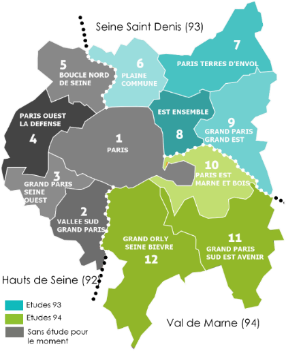 Seine Saint Denis (93)
7
PARIS TERRES D'ENVOL
6
PLAINE
COMMUNE
5
BOUCLE NORD
DE SEINE
PARIS OUEST
LA DEFENSE
4
EST ENSEMBLE
8
9
GRAND PARIS
GRAND EST
1
PARIS
10
PARIS EST
MARNE ET BOIS
3
GRAND PARIS
SEINE
OUEST
2
VALLEE SUD
GRAND PARIS
GRAND ORLY
SEINE BIEVRE
12
11
GRAND PARIS
SUD EST AVENIR
Hauts de Seine (92)
Etudes 93
Etudes 94
Sans étude pour
le moment
Val de Marne (94)